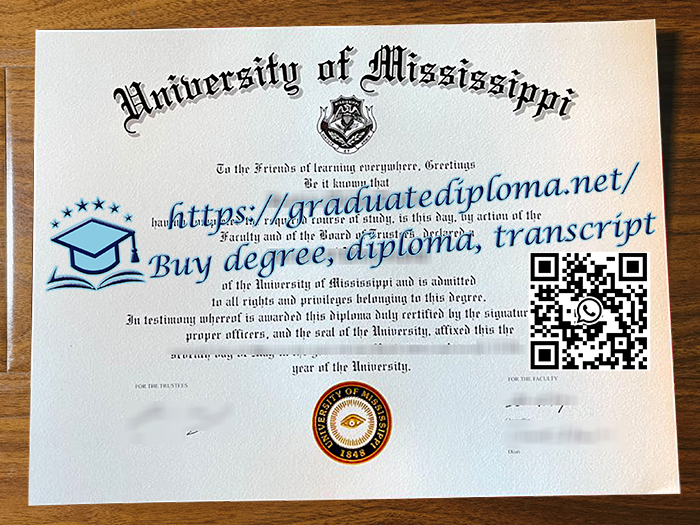 University of Mississippi
To the Friends of learning everywhere, Greetings
Be it known that
https://graduatediploma.net/
having completed the required course of study, is this day, by action of the
Faculty and of the Board of Trustees, declared a
Buy degree, diploma, transcript
of the University of Mississippi and is admitted
to all rights and privileges belonging to this degree.
In testimony whereof is awarded this diploma duly certified by the signatur
proper officers, and the seal of the University, affixed this the
year of the University.
FOR THE TRUSTEES
FOR THE FACULTY
UNIVERSITY OF MISSISSIPPI
1848
Dean